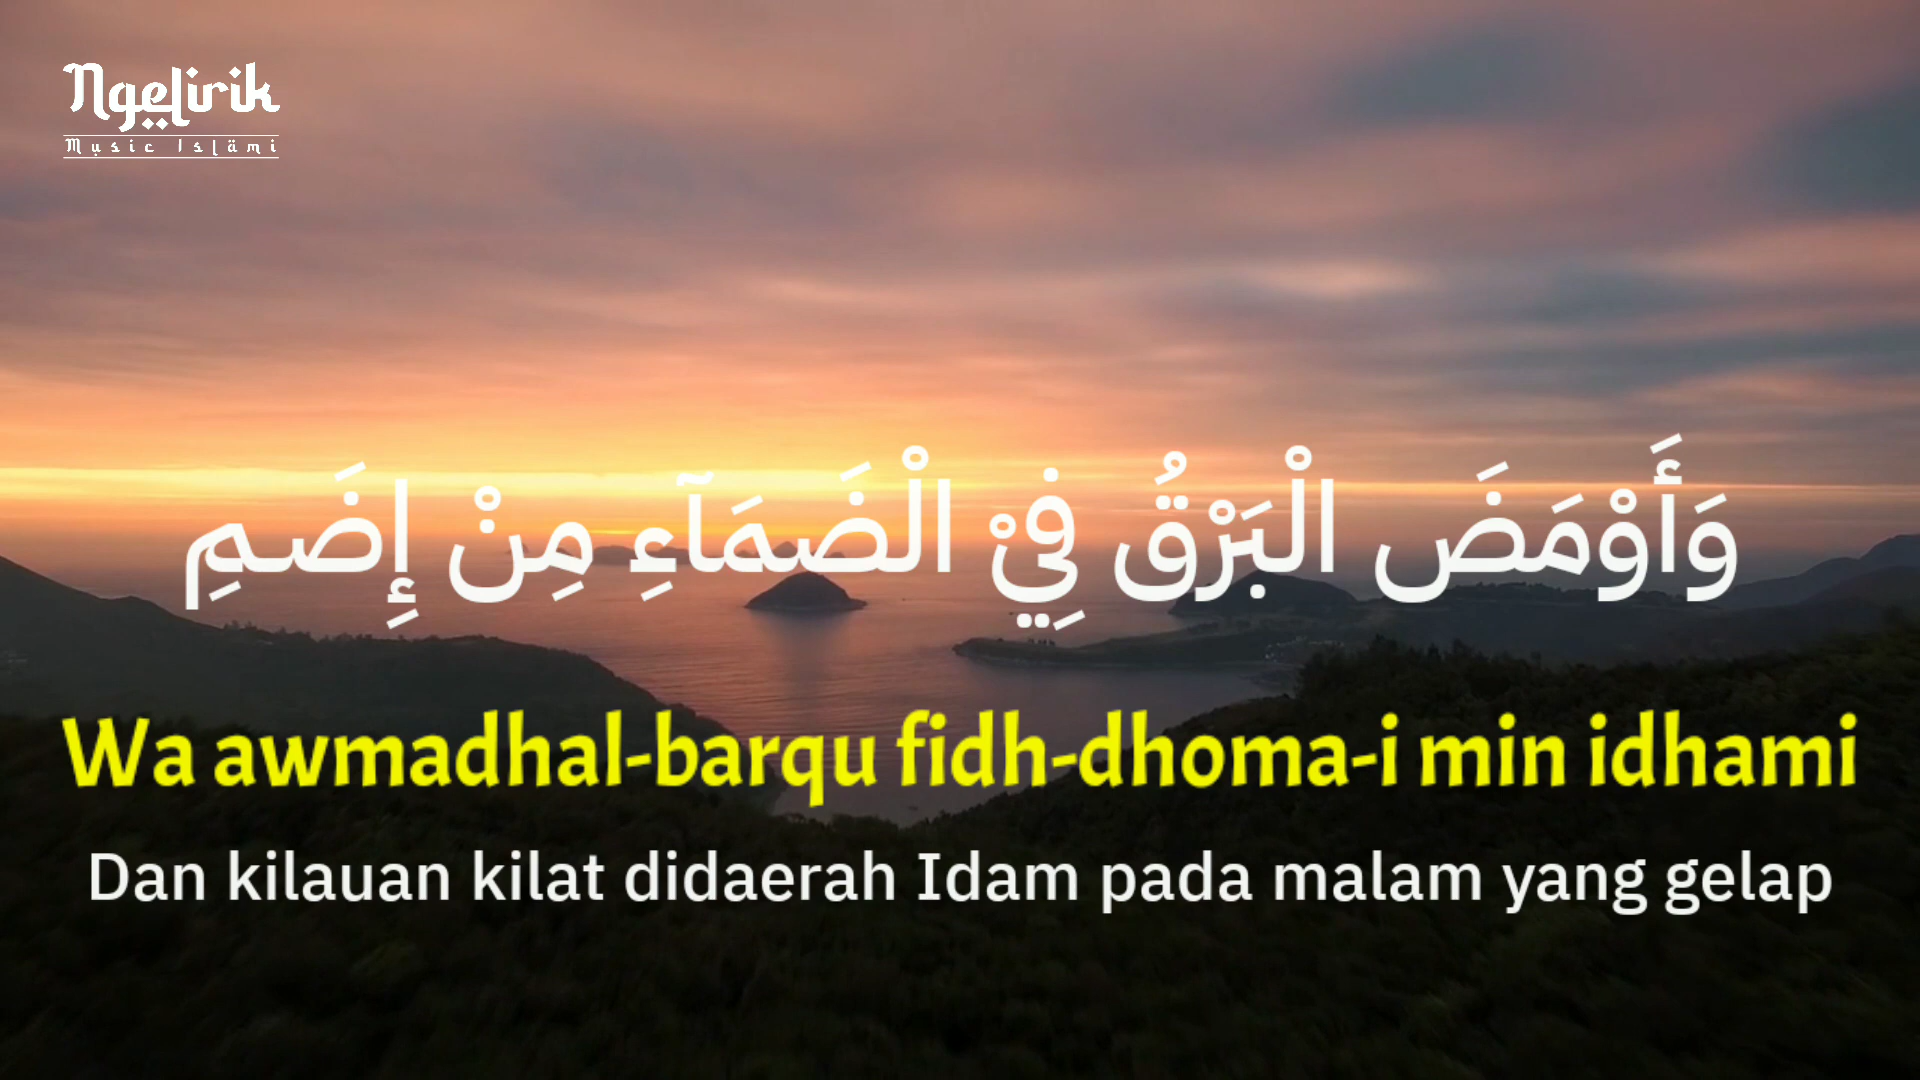 Ngelirik
Music Islami
وَأَوْمَضَ الْبَرْقُ فِيْ الْضَمَآءِ مِنْ إِضَمِ
Wa awmadhal-barqu fidh-dhoma-i min idhami
Dan kilauan kilat didaerah Idam pada malam yang gelap